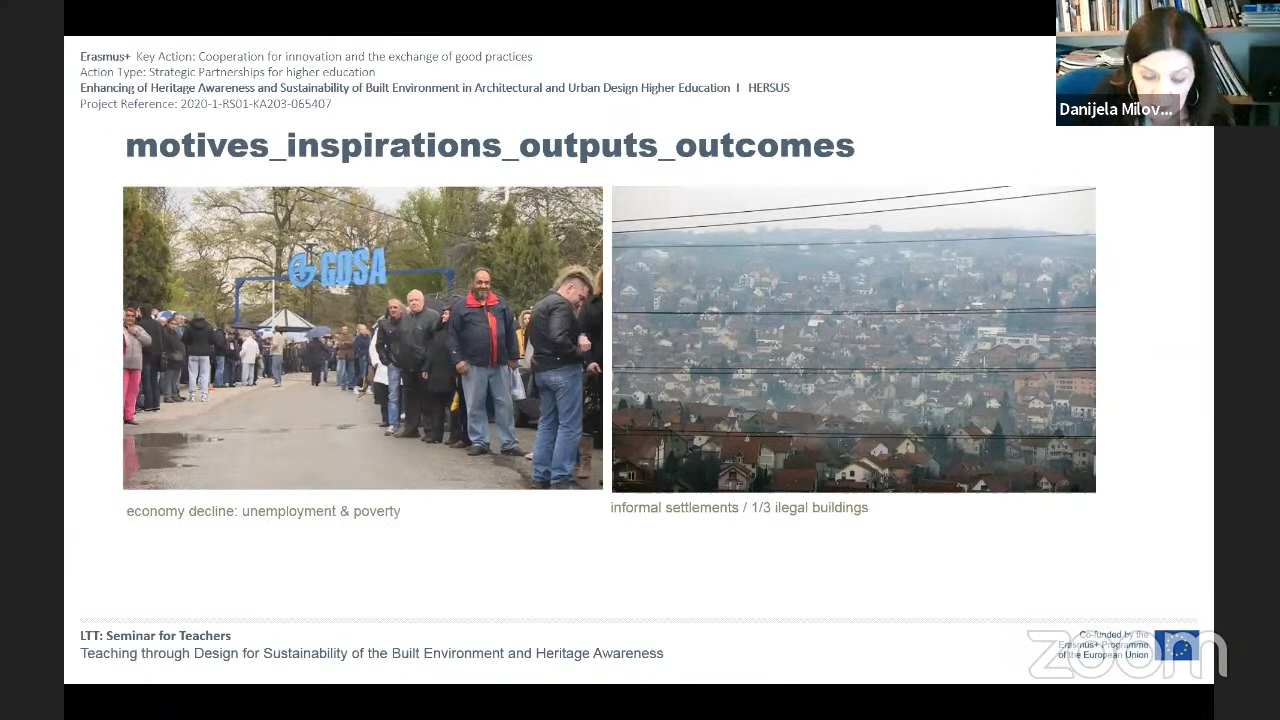 Erasmus+ Key Action: Cooperation for innovation and the exchange of good practices
Action Type: Strategic Partnerships for higher education
Enhancing of Heritage Awareness and Sustainability of Built Environment in Architectural and Urban Design Higher Education I HERSUS
Project Reference: 2020-1-RS01-KA203-065407
Danijela Milov...
motives_inspirations_outputs_outcomes
GOSA
economy decline: unemployment & poverty
informal settlements / 1/3 ilegal buildings
LTT: Seminar for Teachers
Teaching through Design for Sustainability of the Built Environment and Heritage Awareness
Co-funded by the
Erasmus+ Programme
of the European Union
zoom